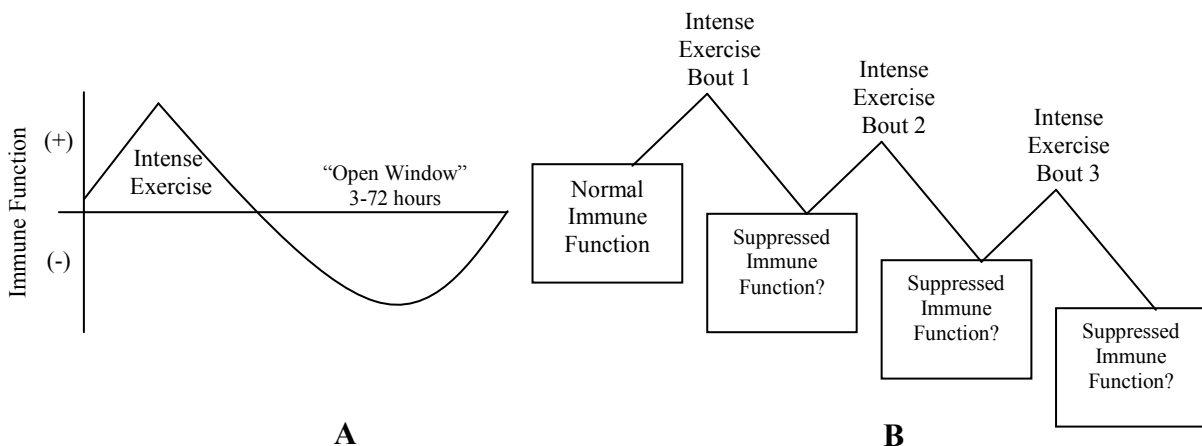 Immune Function
(+)
(-)
Intense
Exercise
“Open Window”
3-72 hours
A
Intense
Exercise
Bout 1
Normal
Immune
Function
Suppressed
Immune
Function?
Intense
Exercise
Bout 2
Suppressed
Immune
Function?
Intense
Exercise
Bout 3
Suppressed
Immune
Function?
B